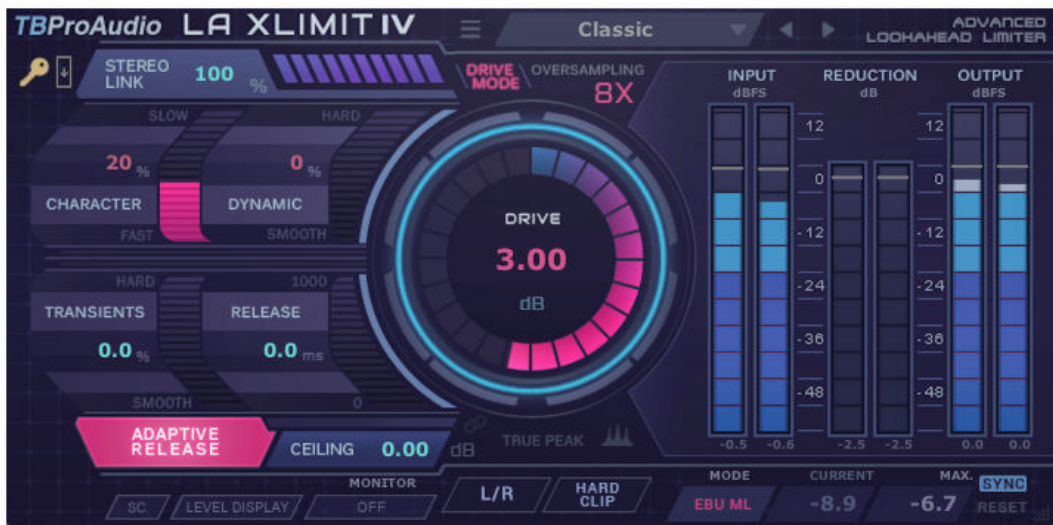 TBProAudio LA XLIMIT IV
Classic
ADVANCED
LOOKAHEAD LIMITER
STEREO
LINK
100 %
DRIVE
MODE
OVERSAMPLING
8X
SLOW
HARD
20 %
0 %
CHARACTER
DYNAMIC
FAST
SMOOTH
HARD
1000
TRANSIENTS
RELEASE
0.0 %
0.0 ms
SMOOTH
0
ADAPTIVE
RELEASE
CEILING 0.00 dB
DRIVE
3.00
dB
TRUE PEAK
INPUT
dBFS
REDUCTION
dB
OUTPUT
dBFS
12 12
0 0
-12 -12
-24 -24
-36 -36
-48 -48
-0.5 -0.6 -2.5 -2.5 0.0 0.0
MONITOR
SC LEVEL DISPLAY OFF
L/R
HARD
CLIP
MODE
EBU ML
CURRENT
-8.9
MAX.
-6.7
SYNC
RESET